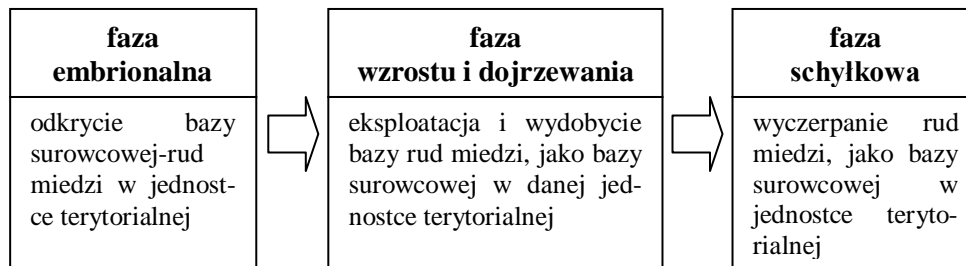 faza
embrionalna
odkrycie bazy
surowcowej-rud
miedzi w jednost-
ce terytorialnej
faza
wzrostu i dojrzewania
eksploatacja i wydobycie
bazy rud miedzi, jako bazy
surowcowej w danej jed-
nostce terytorialnej
faza
schyłkowa
wyczerpanie rud
miedzi, jako bazy
surowcowej w
jednostce teryto-
rialnej